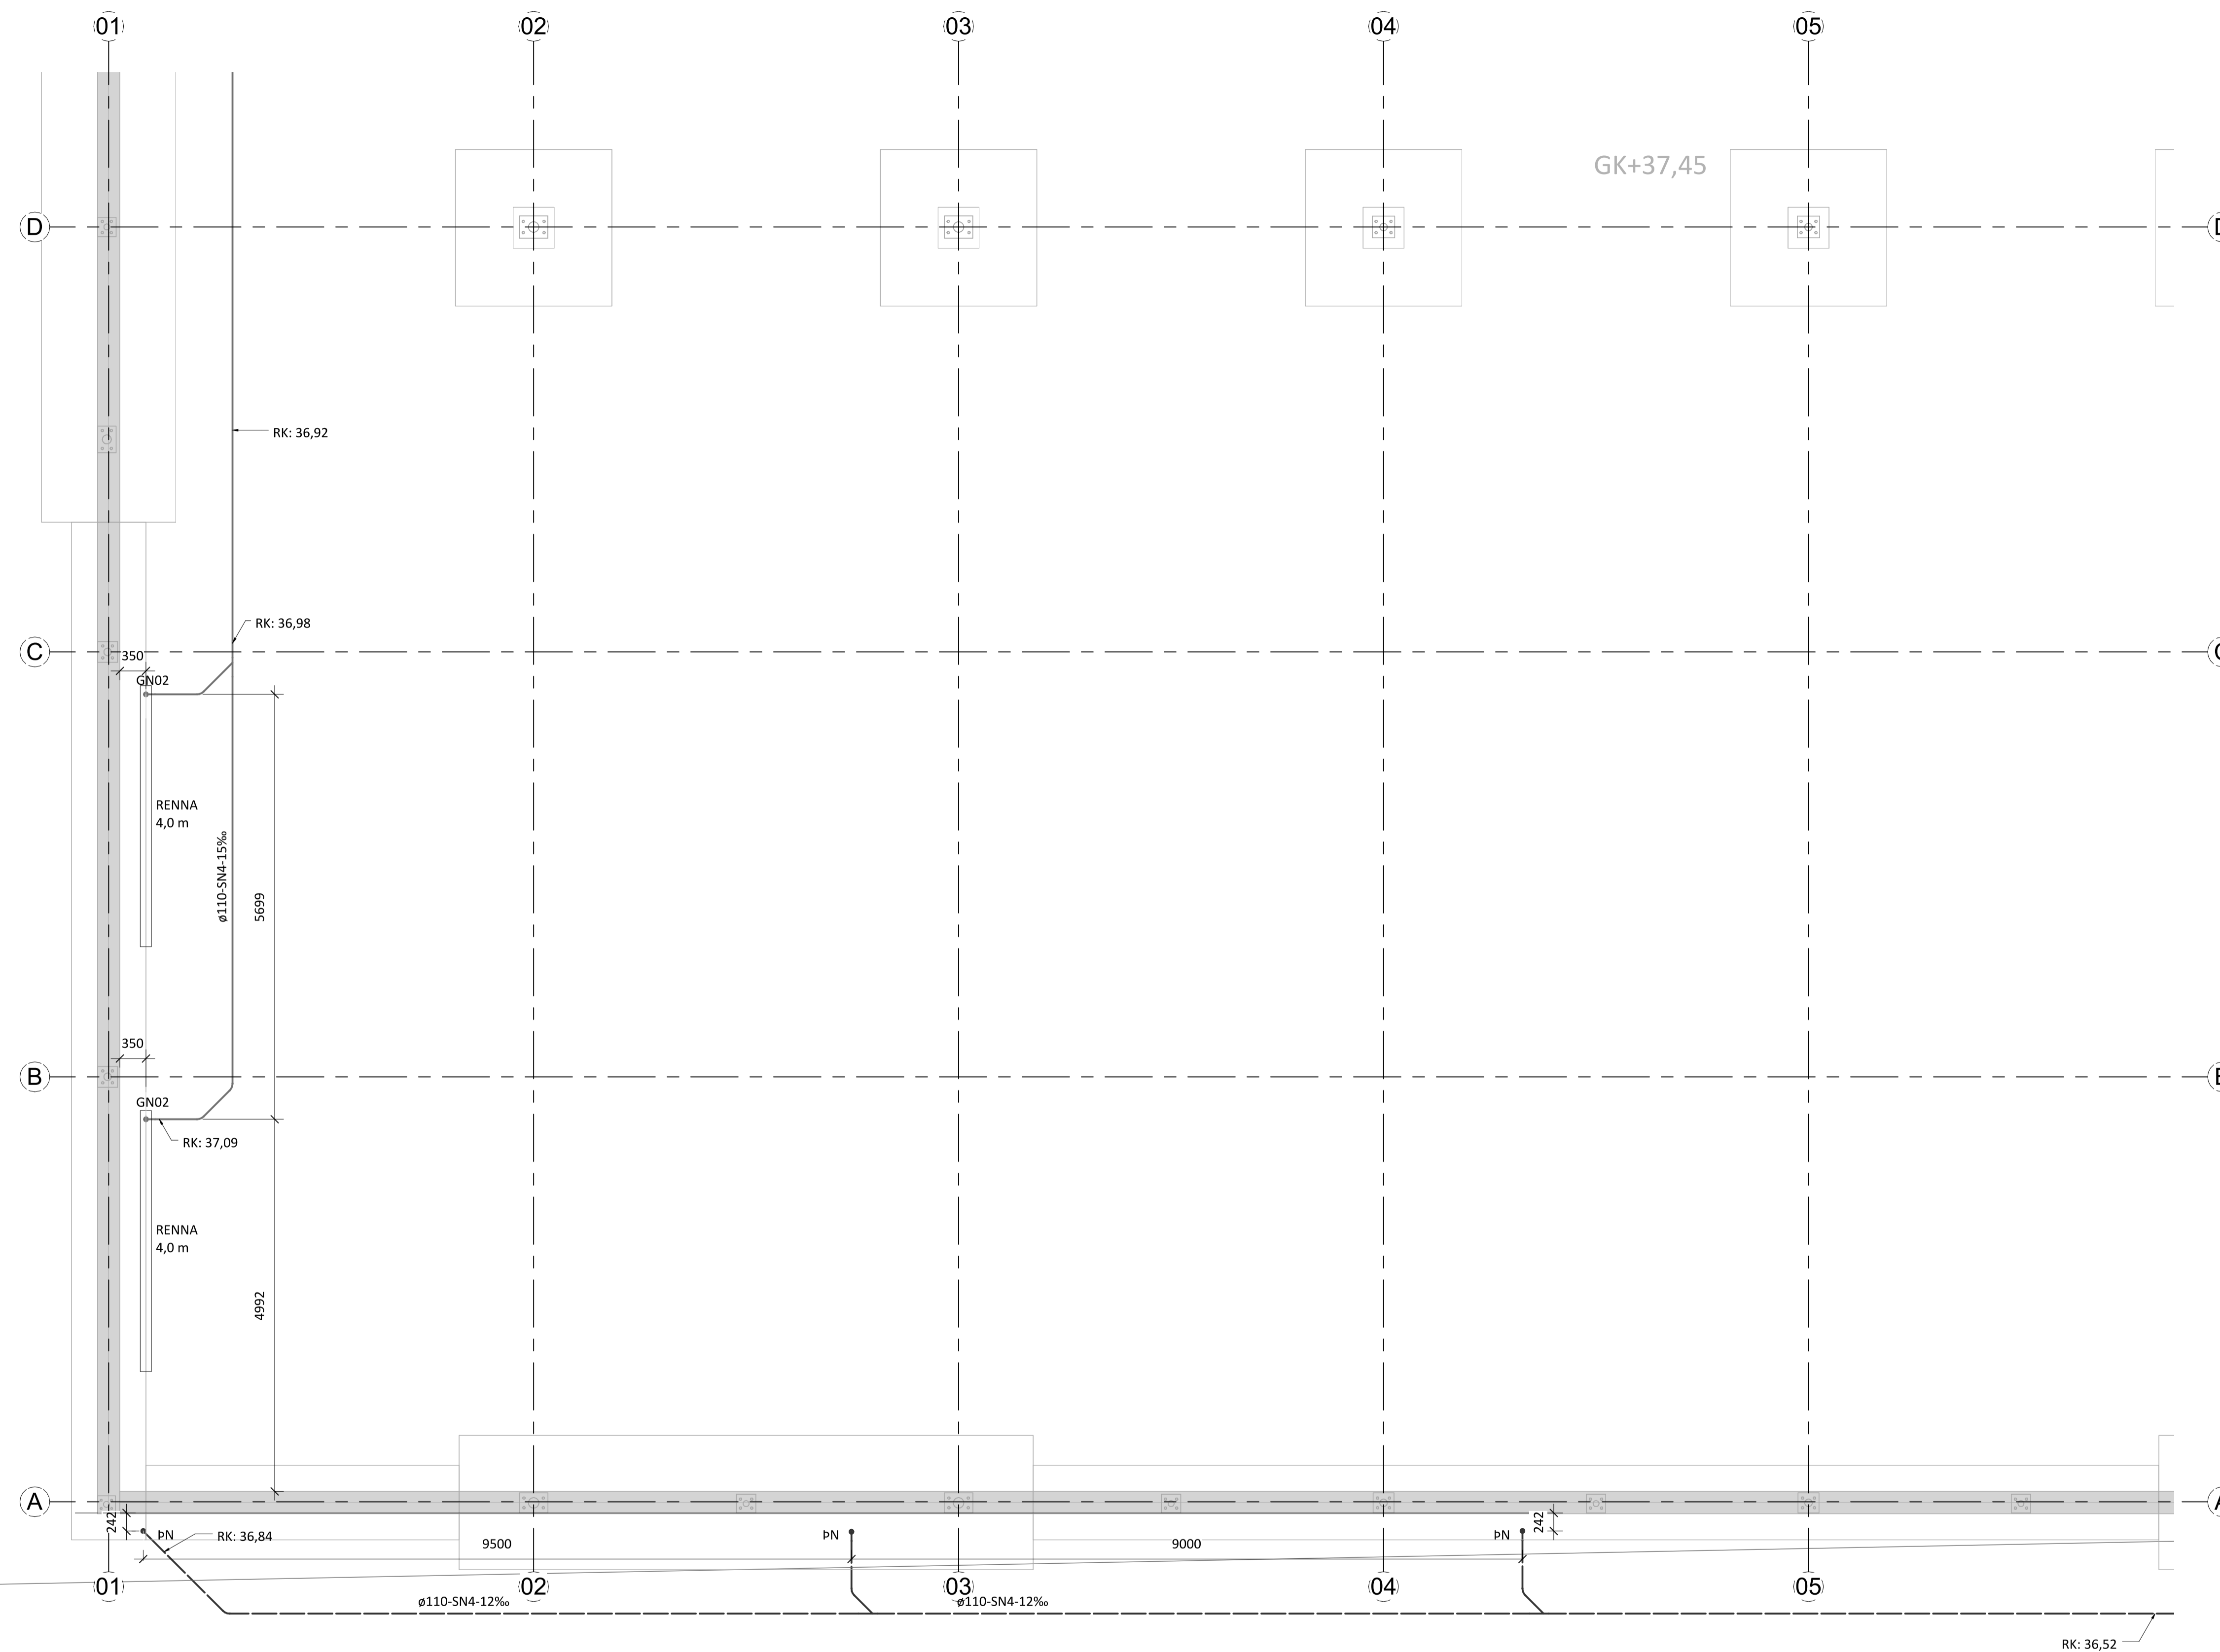 01
02
03
04
05
GK+37,45
D
D
RK: 36,92
RK: 36,98
C
350
GN02
RENNA
4,0 m
ø110-SN4-15‰
5699
350
B
GN02
RK: 37,09
RENNA
4,0 m
4992
A
242
ÞN
RK: 36,84
9500
ÞN
9000
ÞN
242
01
02
03
04
05
ø110-SN4-12‰
ø110-SN4-12‰
RK: 36,52